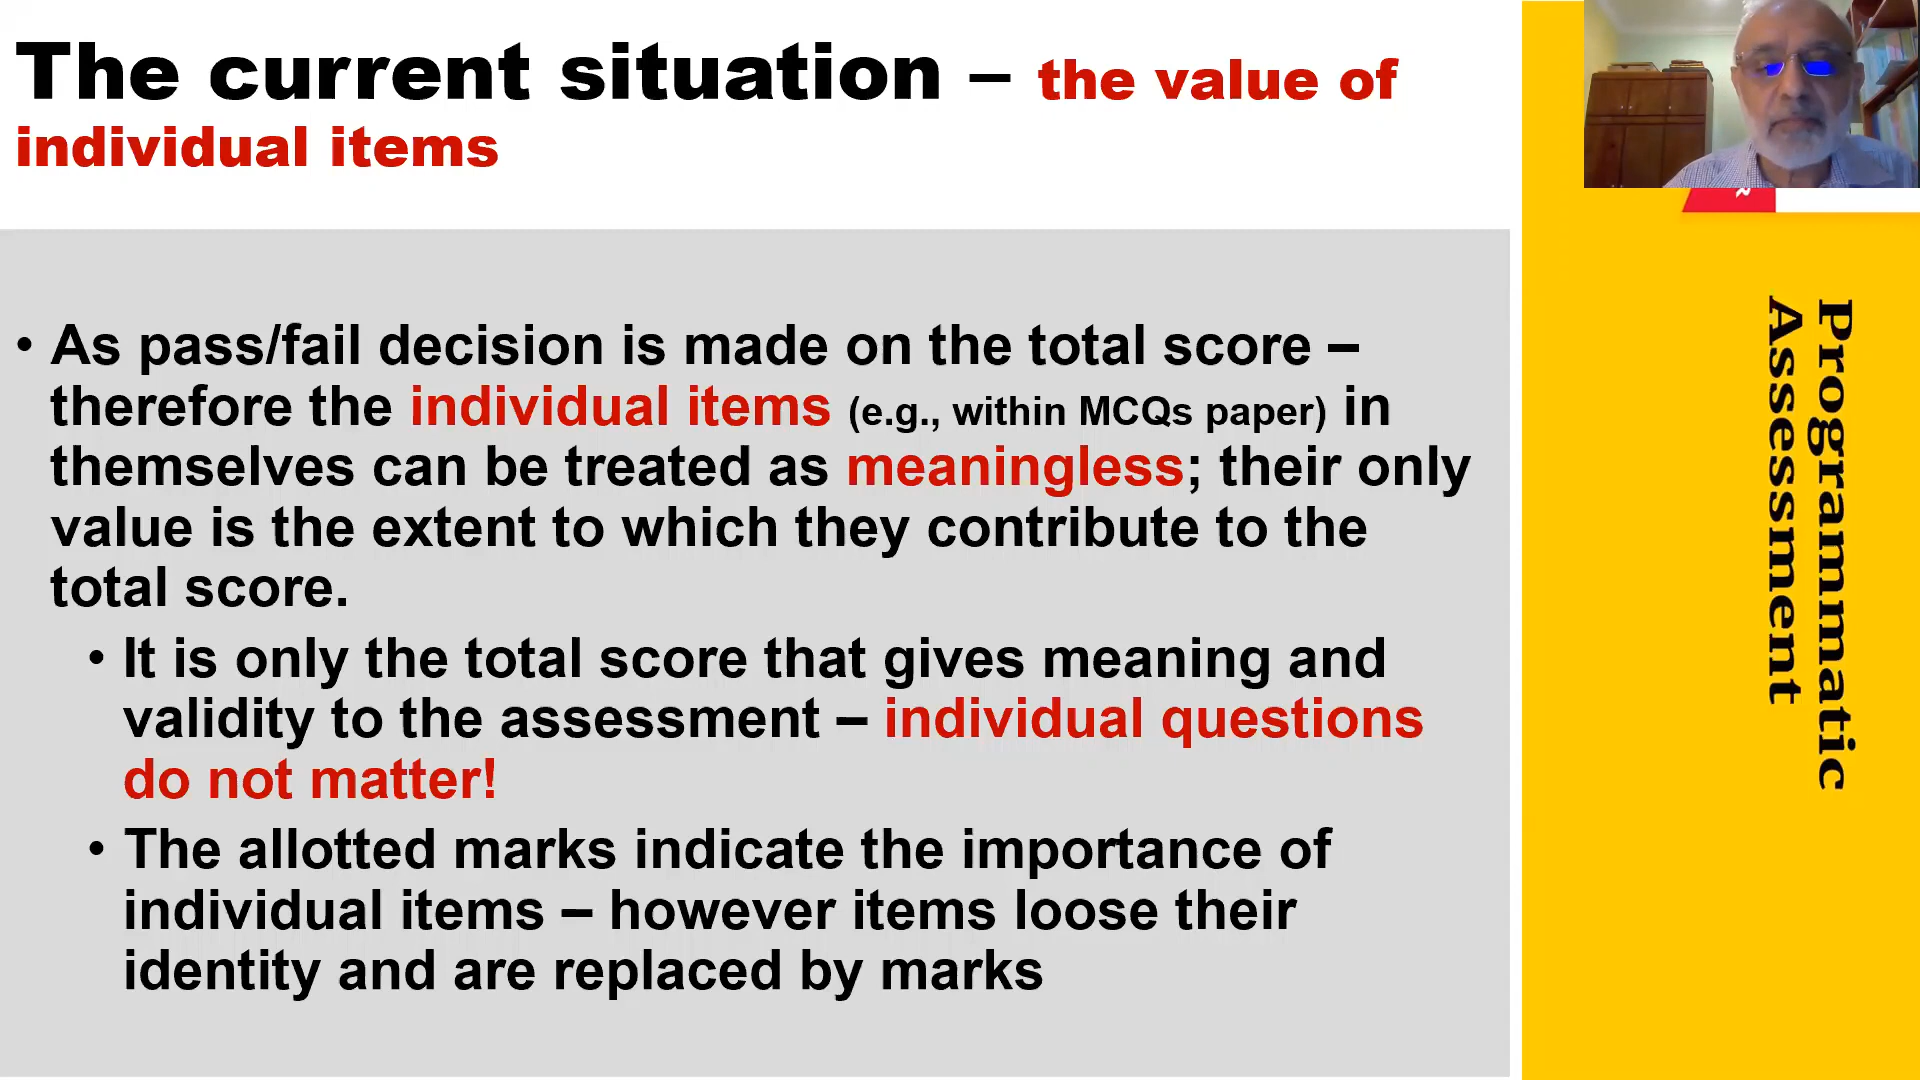 The current situation – the value of
individual items
• As pass/fail decision is made on the total score –
therefore the individual items (e.g., within MCQs paper) in
themselves can be treated as meaningless; their only
value is the extent to which they contribute to the
total score.
• It is only the total score that gives meaning and
validity to the assessment – individual questions
do not matter!
• The allotted marks indicate the importance of
individual items – however items loose their
identity and are replaced by marks
Programmatic
Assessment